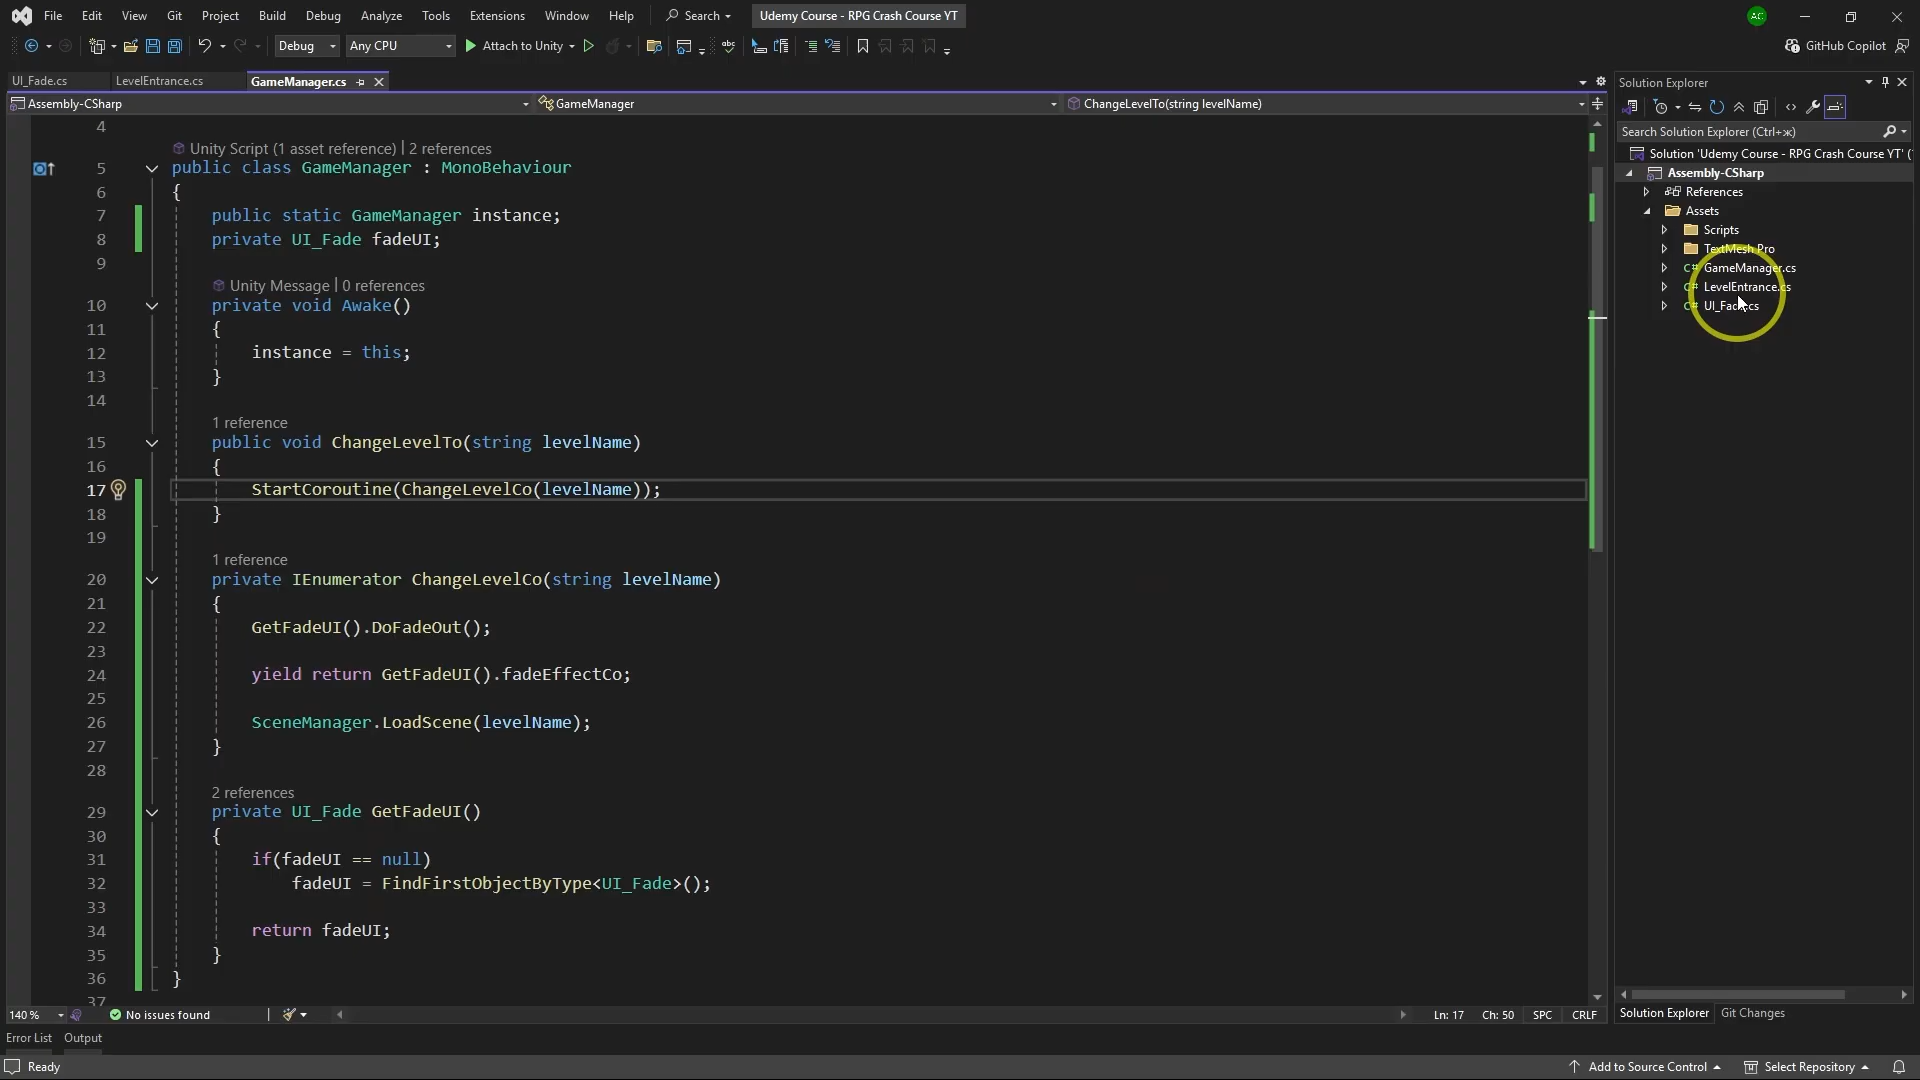 File Edit View Git Project Build Debug Analyze Tools Extensions Window Help Search Udemy Course - RPG Crash Course YT AC
Debug Any CPU Attach to Unity GitHub Copilot
UI_Fade.cs LevelEntrance.cs GameManager.cs
Assembly-CSharp GameManager ChangeLevelTo(string levelName)
4
Unity Script (1 asset reference) | 2 references
5 public class GameManager : MonoBehaviour
6 {
7 public static GameManager instance;
8 private UI_Fade fadeUI;
9
Unity Message | 0 references
10 private void Awake()
11 {
12 instance = this;
13 }
14
1 reference
15 public void ChangeLevelTo(string levelName)
16 {
17 StartCoroutine(ChangeLevelCo(levelName));
18 }
19
1 reference
20 private IEnumerator ChangeLevelCo(string levelName)
21 {
22 GetFadeUI().DoFadeOut();
23
24 yield return GetFadeUI().fadeEffectCo;
25
26 SceneManager.LoadScene(levelName);
27 }
28
2 references
29 private UI_Fade GetFadeUI()
30 {
31 if(fadeUI == null)
32 fadeUI = FindFirstObjectByType<UI_Fade>();
33
34 return fadeUI;
35 }
36 }
37
140 % No issues found Ln: 17 Ch: 50 SPC CRLF
Error List Output
Ready Add to Source Control Select Repository
Solution Explorer
Search Solution Explorer (Ctrl+ж)
Solution 'Udemy Course - RPG Crash Course YT' (
Assembly-CSharp
References
Assets
Scripts
TextMesh Pro
C# GameManager.cs
C# LevelEntrance.cs
C# 
Solution Explorer Git Changes